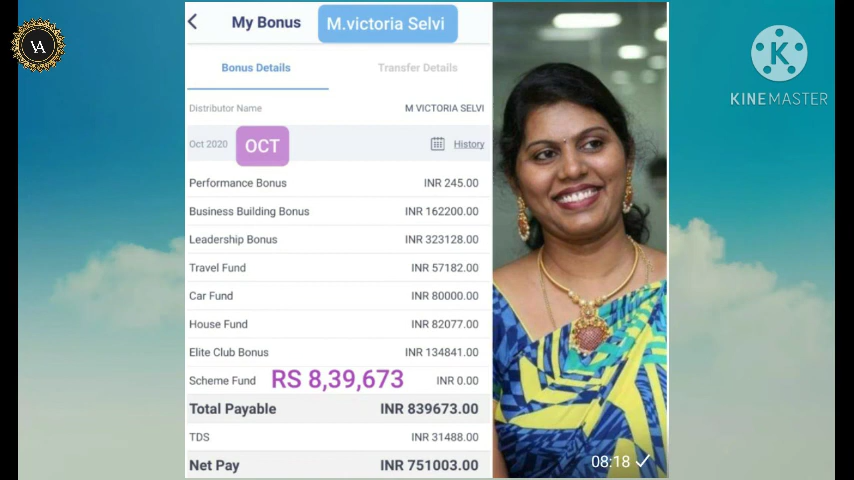 VA
My Bonus
M.victoria Selvi
Bonus Details Transfer Details
Distributor Name M VICTORIA SELVI
Oct 2020 OCT History
Performance Bonus INR 245.00
Business Building Bonus INR 162200.00
Leadership Bonus INR 323128.00
Travel Fund INR 57182.00
Car Fund INR 80000.00
House Fund INR 82077.00
Elite Club Bonus INR 134841.00
Scheme Fund RS 8,39,673 INR 0.00
Total Payable INR 839673.00
TDS INR 31488.00
Net Pay INR 751003.00
08:18
K
KINEMASTER